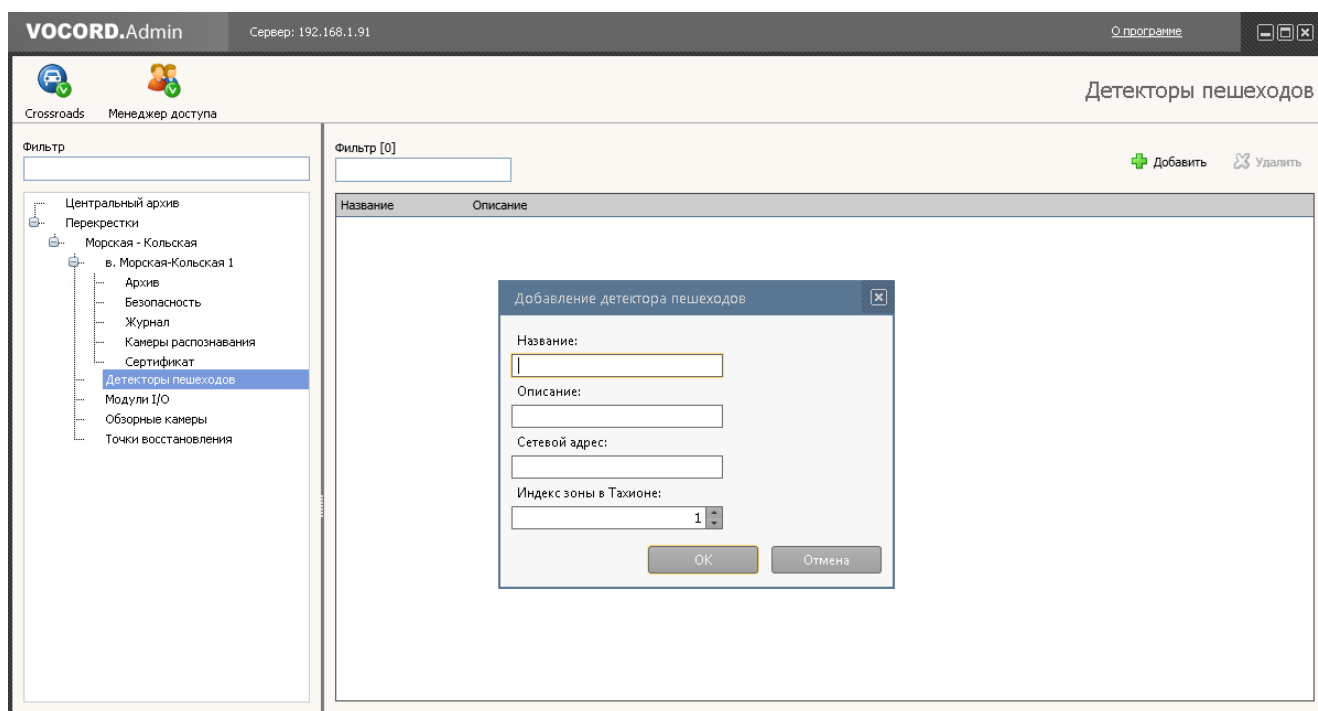 VOCORD.Admin Сервер: 192.168.1.91 О программе
Crossroads Менеджер доступа Детекторы пешеходов
Фильтр
Центральный архив
Перекрестки
Морская - Кольская
в. Морская-Кольская 1
Архив
Безопасность
Журнал
Камеры распознавания
Сертификат
Детекторы пешеходов
Модули I/O
Обзорные камеры
Точки восстановления
Фильтр [0]
Добавить Удалить
Название Описание
Добавление детектора пешеходов
Название:
Описание:
Сетевой адрес:
Индекс зоны в Тахионе:
1
OK Отмена